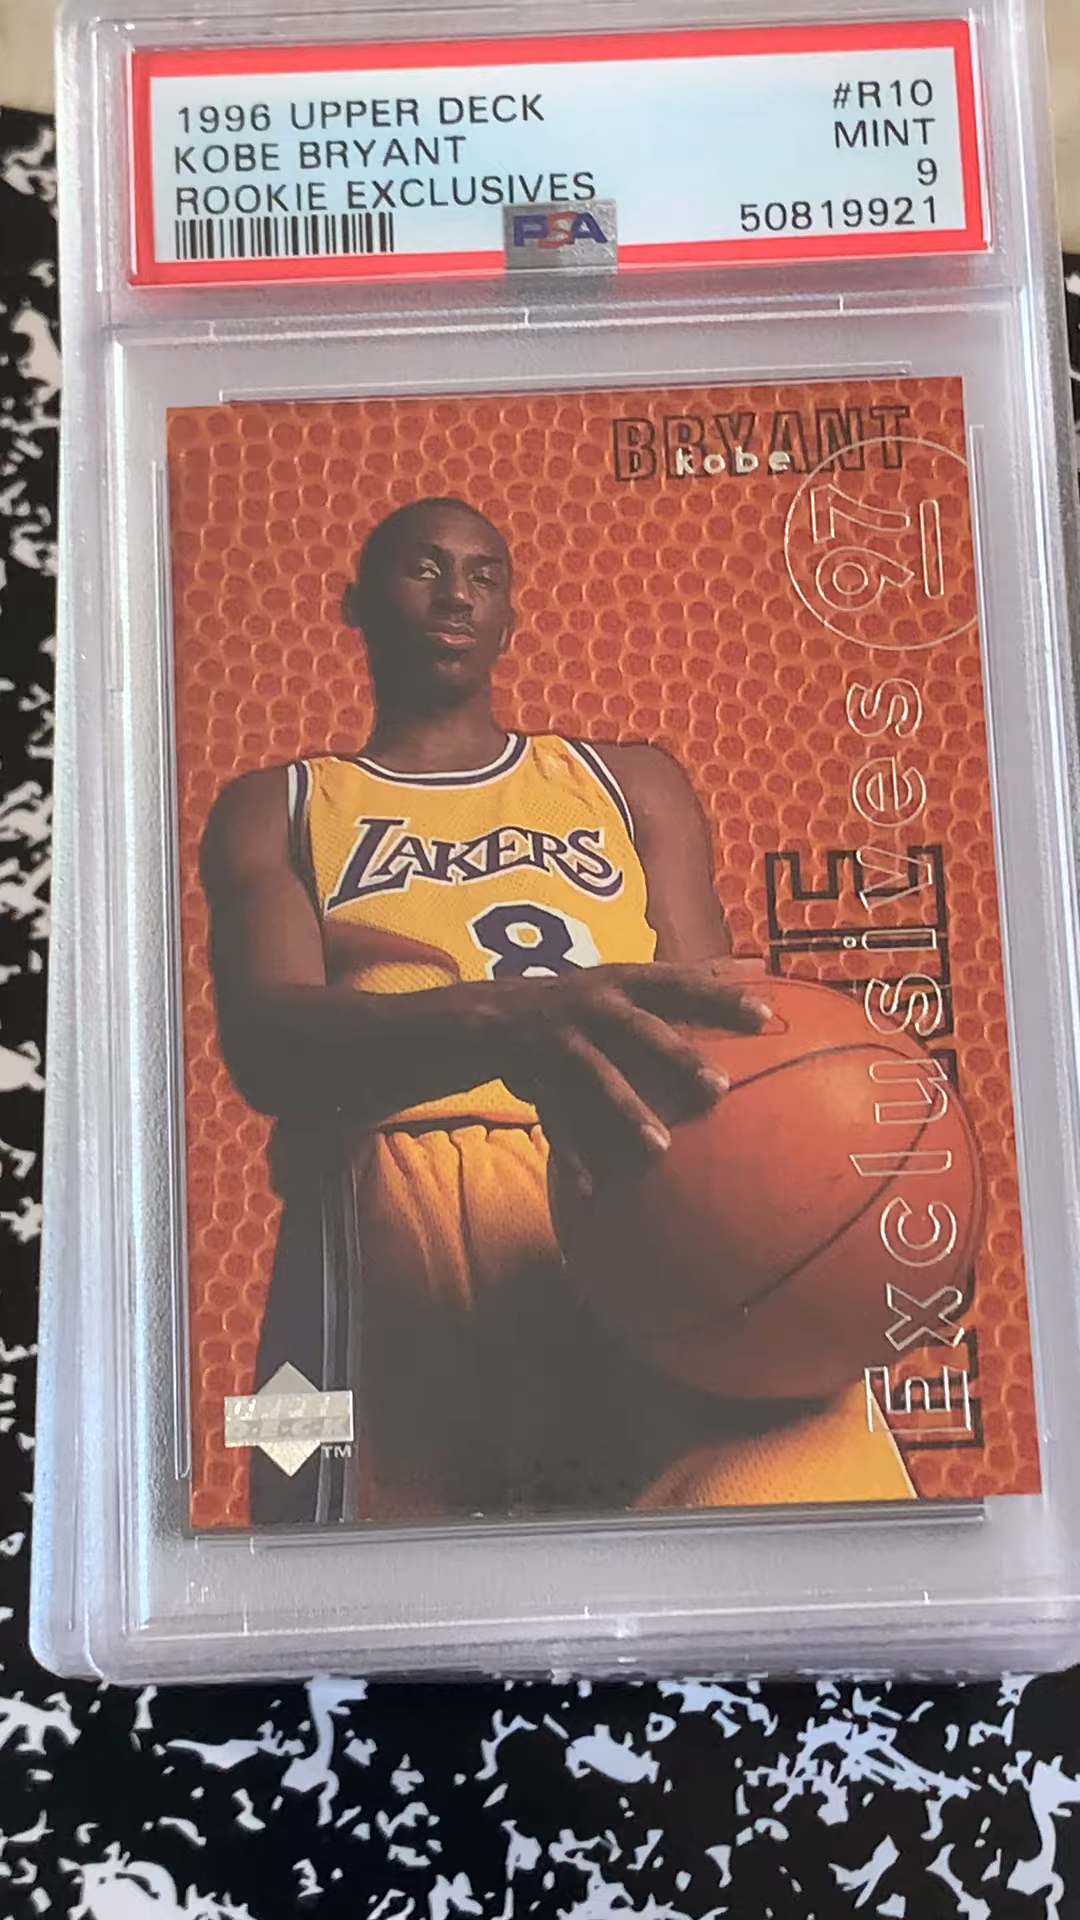 1996 UPPER DECK
KOBE BRYANT
ROOKIE EXCLUSIVES
#R10
MINT
9
50819921
PSA
BRYANT
kobe
97
Exclusives
LAKERS
8
TM